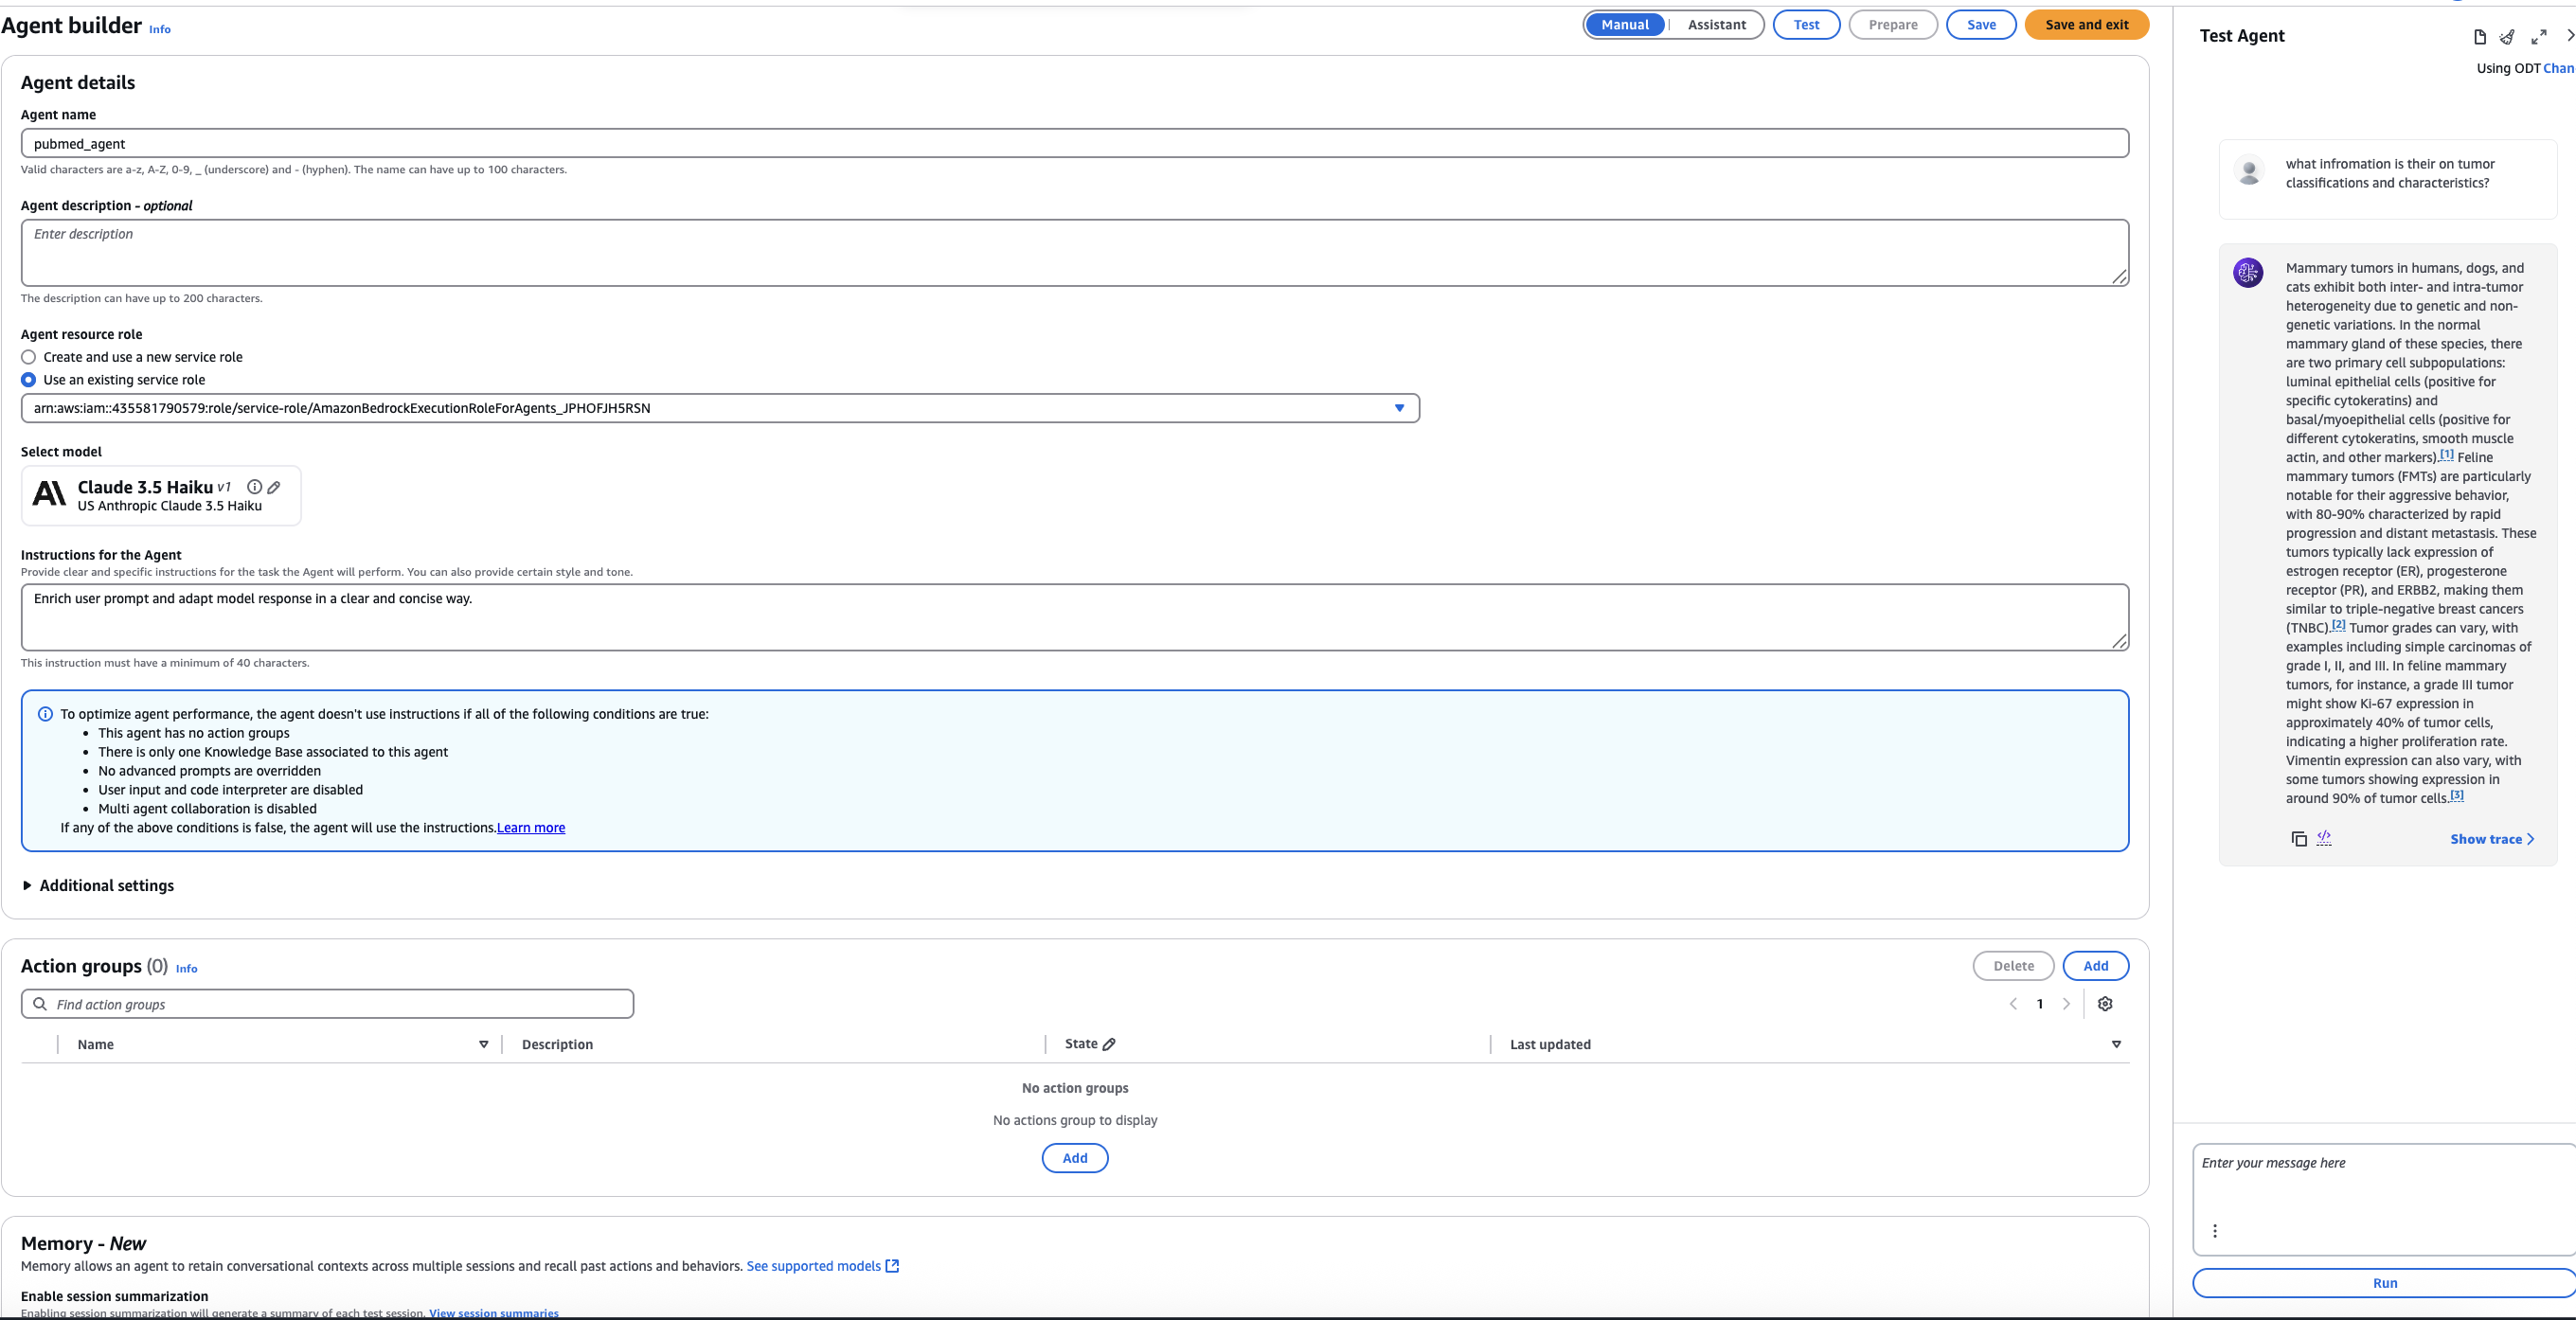 Agent builder Info
Manual Assistant Test Prepare Save Save and exit
Agent details
Agent name
pubmed_agent
Valid characters are a-z, A-Z, 0-9, _ (underscore) and - (hyphen). The name can have up to 100 characters.
Agent description - optional
Enter description
The description can have up to 200 characters.
Agent resource role
Create and use a new service role
Use an existing service role
arn:aws:iam::435581790579:role/service-role/AmazonBedrockExecutionRoleForAgents_JPHOFJH5RSN
Select model
Claude 3.5 Haiku v1
US Anthropic Claude 3.5 Haiku
Instructions for the Agent
Provide clear and specific instructions for the task the Agent will perform. You can also provide certain style and tone.
Enrich user prompt and adapt model response in a clear and concise way.
This instruction must have a minimum of 40 characters.
To optimize agent performance, the agent doesn't use instructions if all of the following conditions are true:
• This agent has no action groups
• There is only one Knowledge Base associated to this agent
• No advanced prompts are overridden
• User input and code interpreter are disabled
• Multi agent collaboration is disabled
If any of the above conditions is false, the agent will use the instructions.Learn more
Additional settings
Action groups (0) Info
Delete Add
Find action groups
1
Name Description State Last updated
No action groups
No actions group to display
Add
Memory - New
Memory allows an agent to retain conversational contexts across multiple sessions and recall past actions and behaviors. See supported models
Enable session summarization
Enabling session summarization will generate a summary of each test session. View session summaries
Test Agent
Using ODT Chan
what infromation is their on tumor
classifications and characteristics?
Mammary tumors in humans, dogs, and
cats exhibit both inter- and intra-tumor
heterogeneity due to genetic and non-
genetic variations. In the normal
mammary gland of these species, there
are two primary cell subpopulations:
luminal epithelial cells (positive for
specific cytokeratins) and
basal/myoepithelial cells (positive for
different cytokeratins, smooth muscle
actin, and other markers).[1] Feline
mammary tumors (FMTs) are particularly
notable for their aggressive behavior,
with 80-90% characterized by rapid
progression and distant metastasis. These
tumors typically lack expression of
estrogen receptor (ER), progesterone
receptor (PR), and ERBB2, making them
similar to triple-negative breast cancers
(TNBC).[2] Tumor grades can vary, with
examples including simple carcinomas of
grade I, II, and III. In feline mammary
tumors, for instance, a grade III tumor
might show Ki-67 expression in
approximately 40% of tumor cells,
indicating a higher proliferation rate.
Vimentin expression can also vary, with
some tumors showing expression in
around 90% of tumor cells.[3]
Show trace
Enter your message here
Run